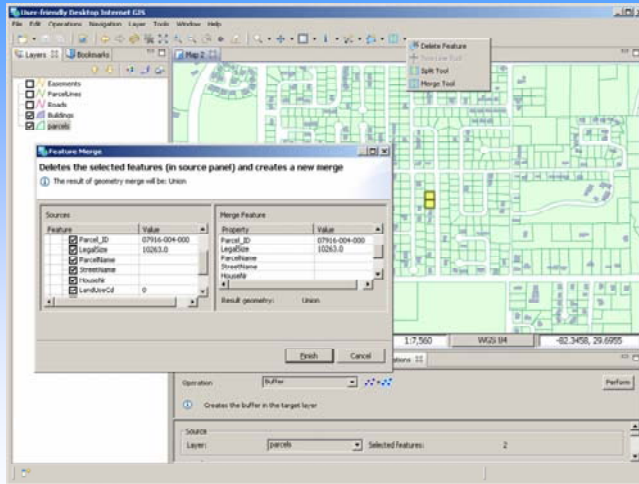 User-friendly Desktop Internet GIS
File Edit Operations Navigation Layer Tools Window Help
Layers
Bookmarks
Map 2
Delete Feature
Split Tool
Merge Tool
Easements
ParcelLines
Roads
Buildings
parcels
Feature Merge
Deletes the selected features (in source panel) and creates a new merge
The result of geometry merge will be: Union
Sources
Merge Feature
Feature Value
Property Value
Parcel_ID 07916-004-000
LegalSize 10263.0
ParcelName
StreetName
HouseNr
LandUseCd 0
Parcel_ID 07916-004-000
LegalSize 10263.0
ParcelName
StreetName
HouseNr
Result geometry: Union
Finish Cancel
1:7,560 WGS 84 -82.3458, 29.6955
Operation Buffer Perform
Creates the buffer in the target layer
Source
Layer: parcels Selected features: 2